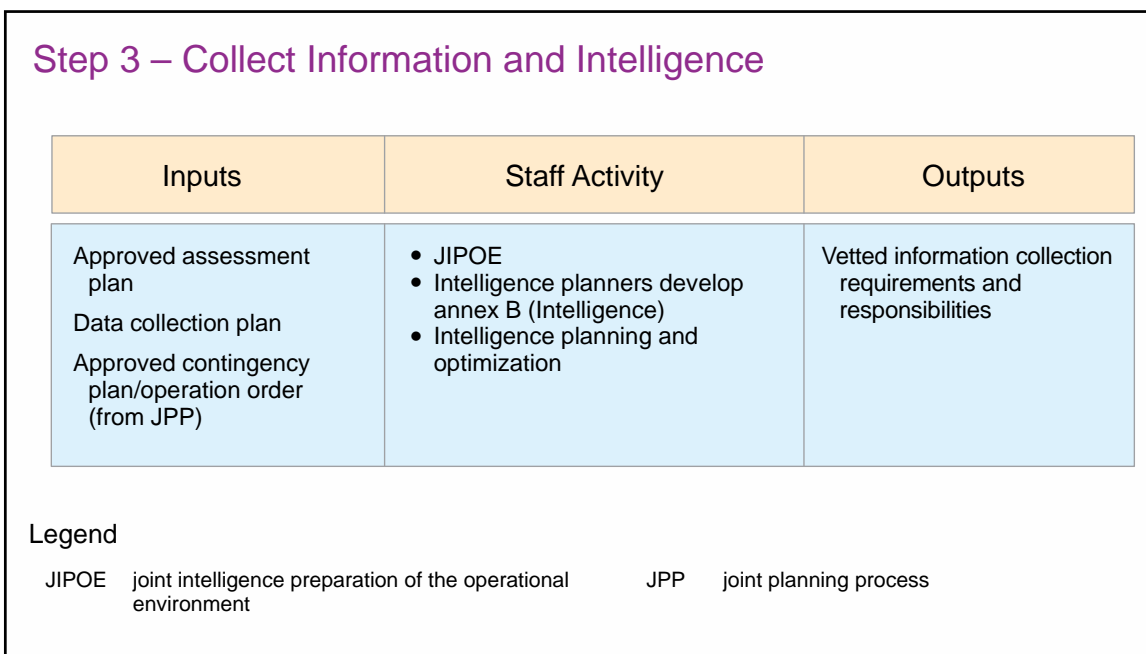 Step 3 – Collect Information and Intelligence
Inputs
Staff Activity
Outputs
Approved assessment
plan
Data collection plan
Approved contingency
plan/operation order
(from JPP)
• JIPOE
• Intelligence planners develop
annex B (Intelligence)
• Intelligence planning and
optimization
Vetted information collection
requirements and
responsibilities
Legend
JIPOE joint intelligence preparation of the operational
environment
JPP joint planning process